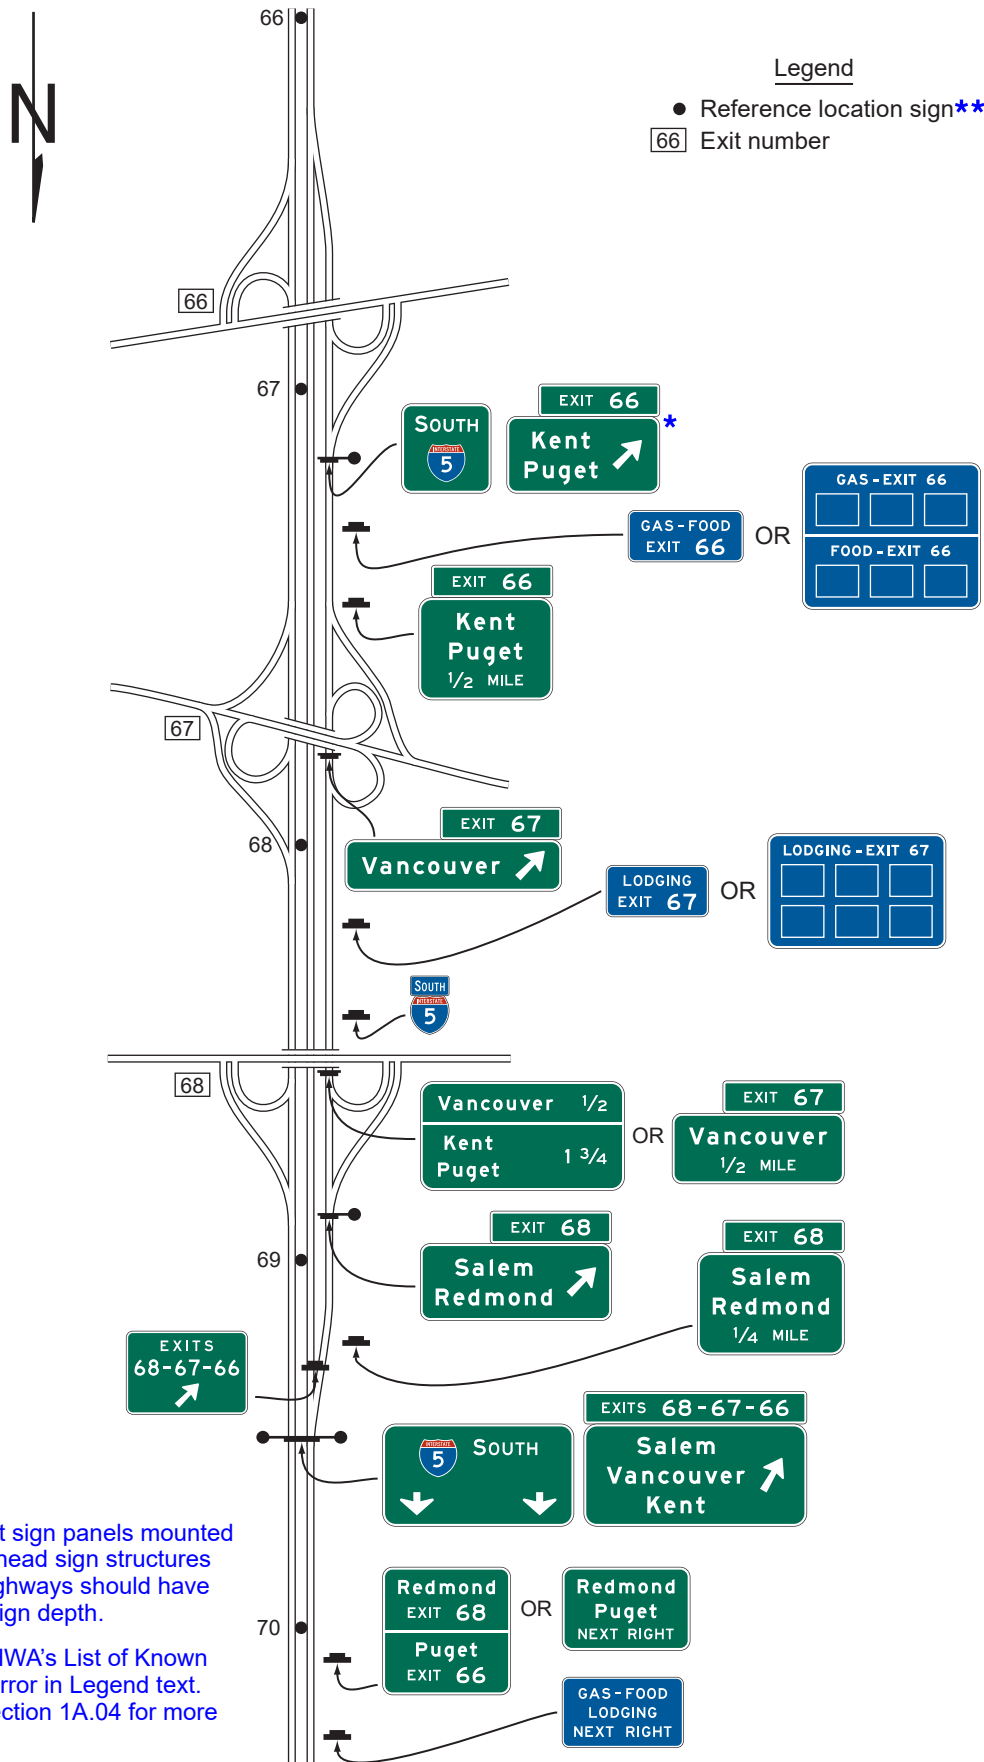 66
N
Legend
Reference location sign**
66 Exit number
66
67
SOUTH
INTERSTATE
5
EXIT 66
Kent
Puget
*
GAS-FOOD
EXIT 66
OR
GAS-EXIT 66
FOOD-EXIT 66
EXIT 66
Kent
Puget
1/2 MILE
67
EXIT 67
Vancouver
68
LODGING
EXIT 67
OR
LODGING-EXIT 67
SOUTH
INTERSTATE
5
68
Vancouver 1/2
Kent
Puget 1 3/4
OR
EXIT 67
Vancouver
1/2 MILE
EXIT 68
Salem
Redmond
EXIT 68
Salem
Redmond
1/4 MILE
69
EXITS
68-67-66
INTERSTATE
5
SOUTH
EXITS 68-67-66
Salem
Vancouver
Kent
t sign panels mounted
head sign structures
ghways should have
ign depth.
70
Redmond
EXIT 68
Puget
EXIT 66
OR
Redmond
Puget
NEXT RIGHT
IWA's List of Known
rror in Legend text.
ection 1A.04 for more
GAS-FOOD
LODGING
NEXT RIGHT